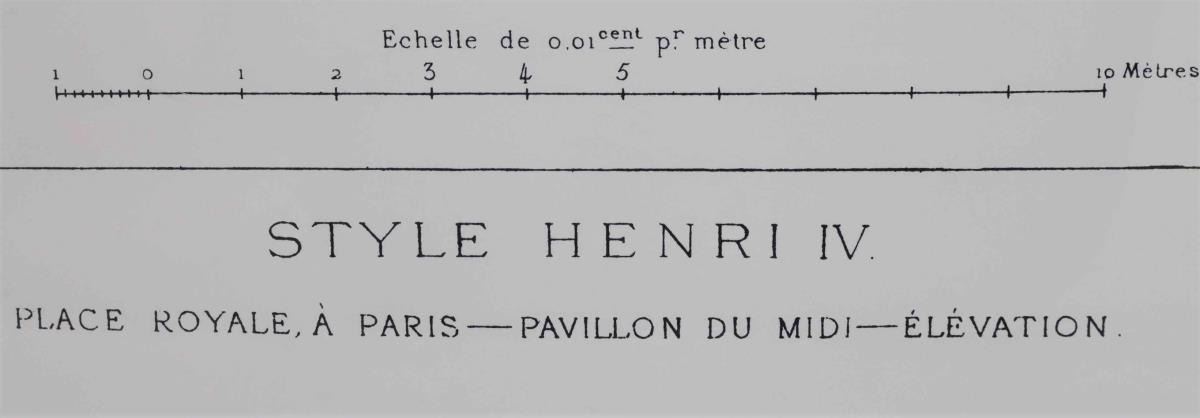 Echelle de 0.01cent pr. mètre
1 0 1 2 3 4 5 10 Mètres
STYLE HENRI IV.
PLACE ROYALE, À PARIS — PAVILLON DU MIDI — ÉLÉVATION.